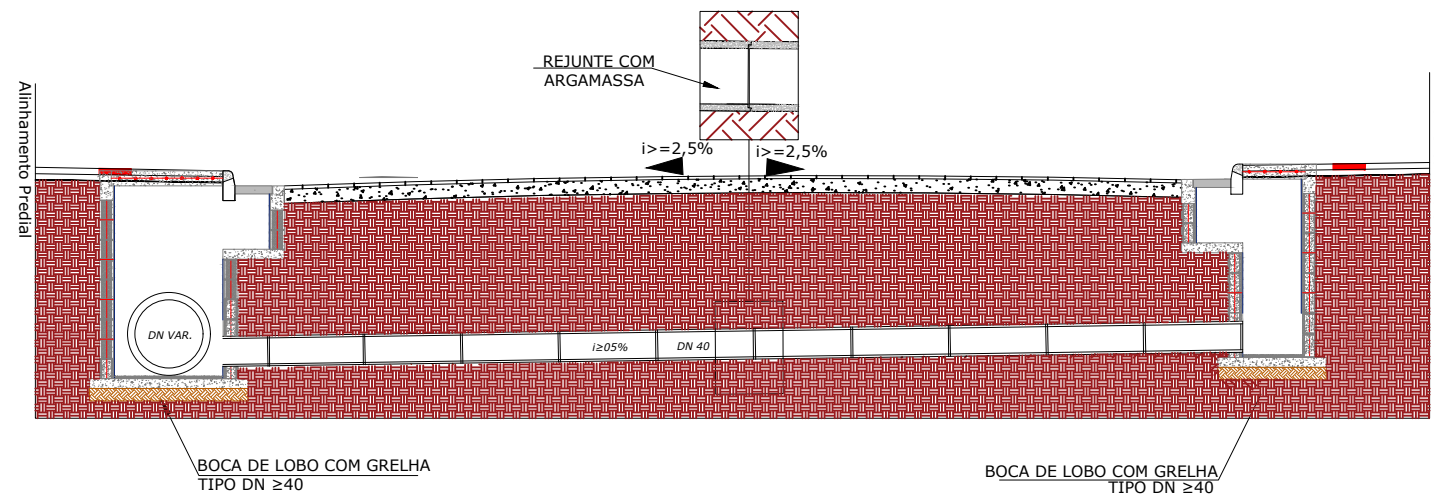 REJUNTE COM
ARGAMASSA
i>=2,5%
i>=2,5%
Alinhamento Predial
DN VAR.
i≥05%
DN 40
BOCA DE LOBO COM GRELHA
TIPO DN ≥40
BOCA DE LOBO COM GRELHA
TIPO DN ≥40